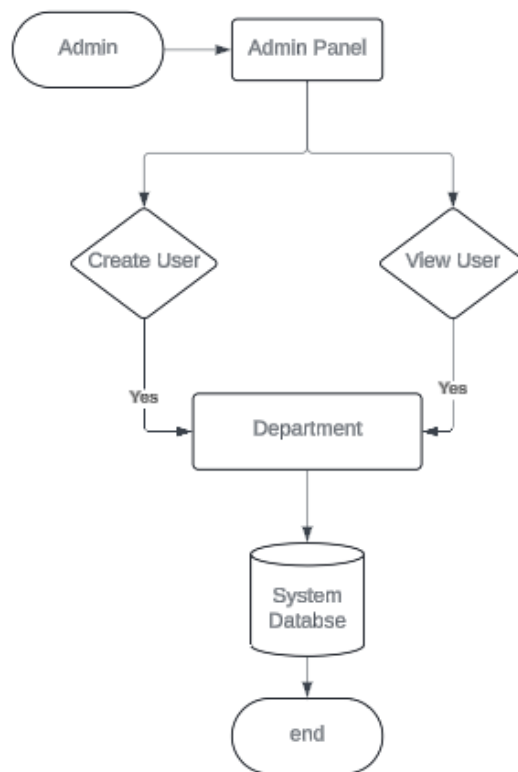 Admin
Admin Panel
Create User
View User
Yes
Yes
Department
System
Databse
end